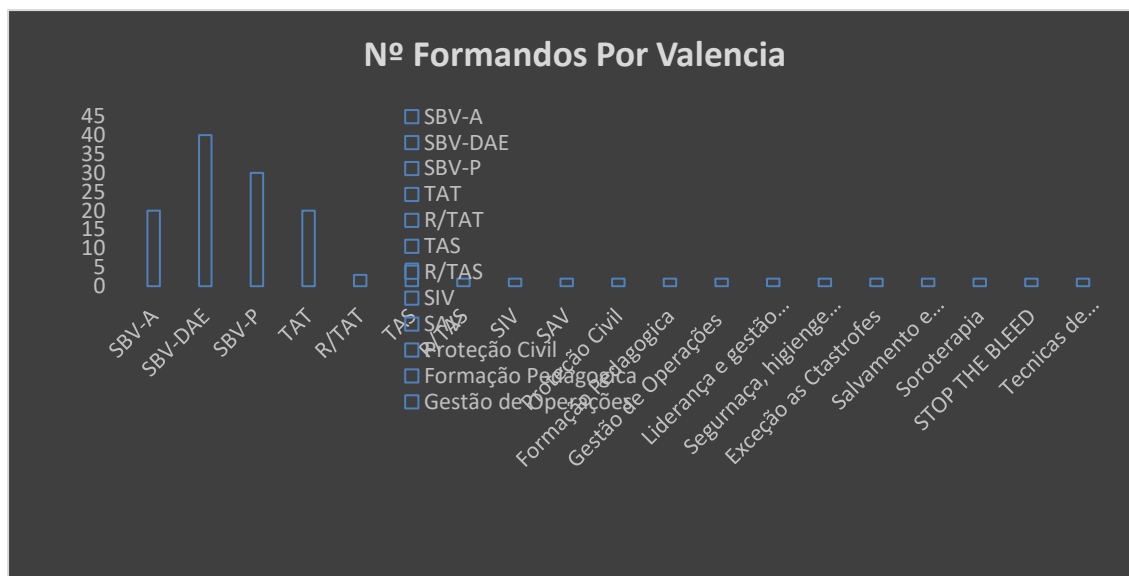 Nº Formandos Por Valencia
45
40
35
30
25
20
15
10
5
0
SBV-A
SBV-DAE
SBV-P
TAT
R/TAT
TAS
R/TAS
SIV
SAV
Proteção Civil
Formação Pedagogica
Gestão de Operações
SBV-A
SBV-DAE
SBV-P
TAT
R/TAT
TAS
R/TAS
SIV
SAV
Proteção Civil
Formação Pedagogica
Gestão de Operações
Liderança e gestão...
Segurnaça, higienge...
Exceção as Ctastrofes
Salvamento e...
Soroterapia
STOP THE BLEED
Tecnicas de...